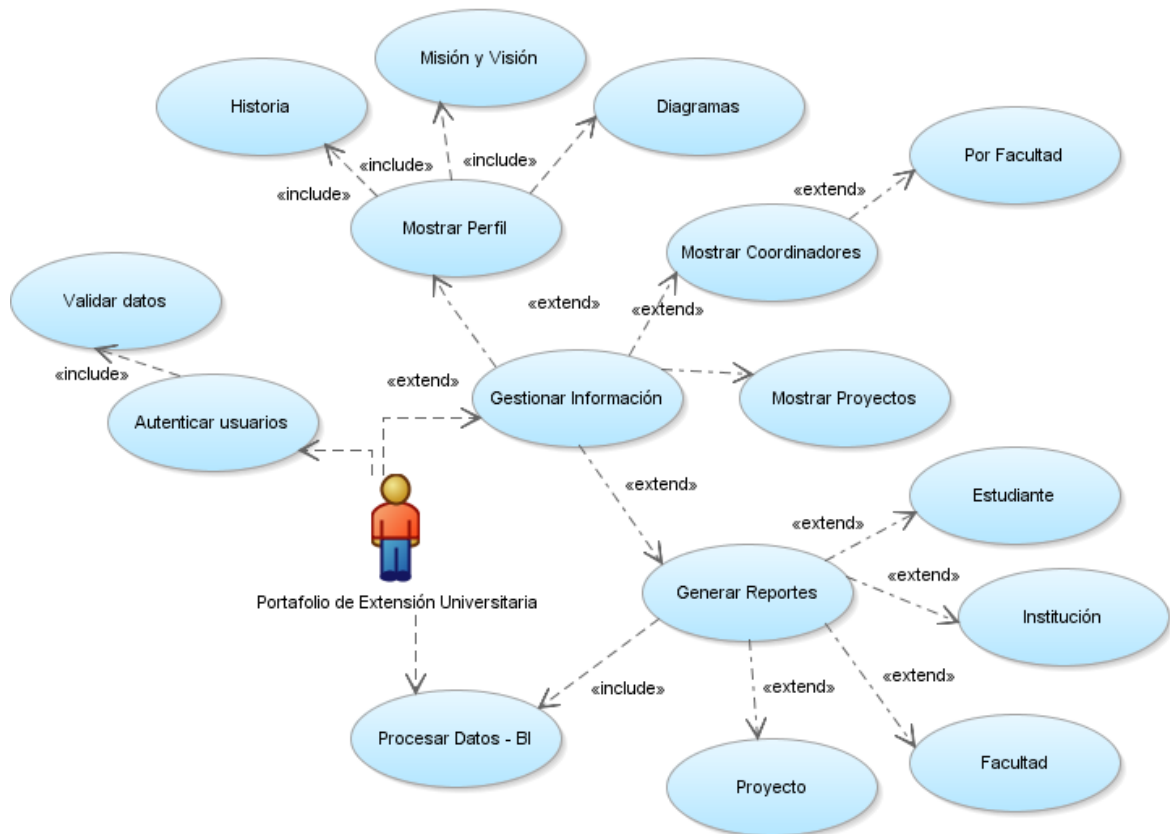 Misión y Visión
Historia
Diagramas
Por Facultad
«include»
«include»
«include»
«extend»
Mostrar Perfil
Mostrar Coordinadores
Validar datos
«extend»
«extend»
«include»
«extend»
Gestionar Información
Mostrar Proyectos
Autenticar usuarios
«extend»
Estudiante
«extend»
«extend»
Generar Reportes
Portafolio de Extensión Universitaria
Institución
«include»
«extend»
«extend»
Procesar Datos - BI
Facultad
Proyecto